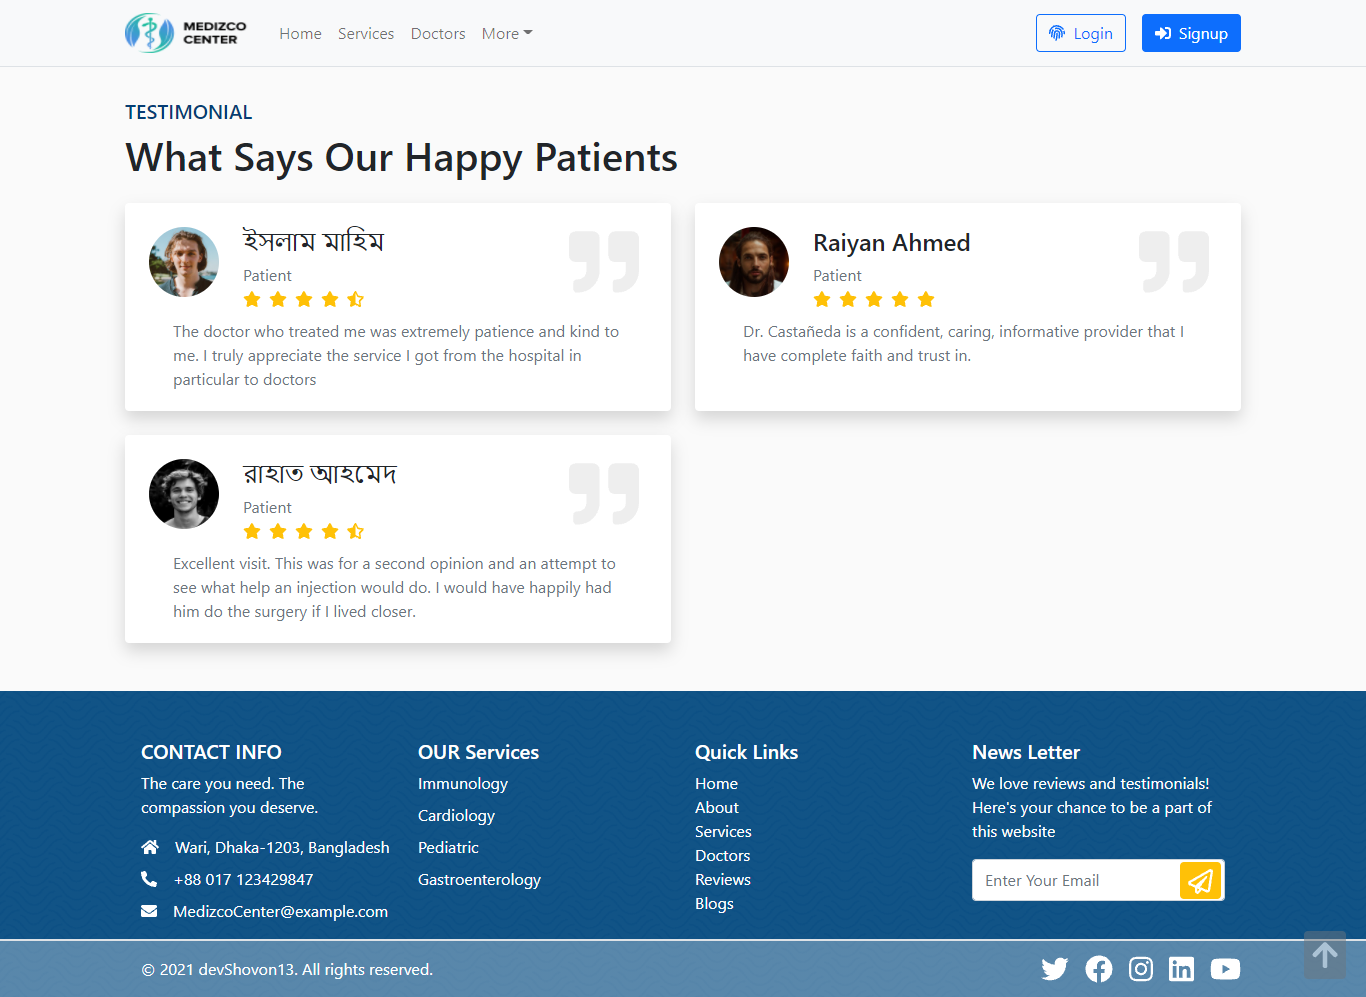 MEDIZCO
CENTER
Home Services Doctors More
Login
Signup
TESTIMONIAL
What Says Our Happy Patients
ইসলাম মাহিম
Patient
The doctor who treated me was extremely patience and kind to
me. I truly appreciate the service I got from the hospital in
particular to doctors
Raiyan Ahmed
Patient
Dr. Castañeda is a confident, caring, informative provider that I
have complete faith and trust in.
রাহাত আহমেদ
Patient
Excellent visit. This was for a second opinion and an attempt to
see what help an injection would do. I would have happily had
him do the surgery if I lived closer.
CONTACT INFO
The care you need. The
compassion you deserve.
Wari, Dhaka-1203, Bangladesh
+88 017 123429847
MedizcoCenter@example.com
OUR Services
Immunology
Cardiology
Pediatric
Gastroenterology
Quick Links
Home
About
Services
Doctors
Reviews
Blogs
News Letter
We love reviews and testimonials!
Here's your chance to be a part of
this website
Enter Your Email
© 2021 devShovon13. All rights reserved.